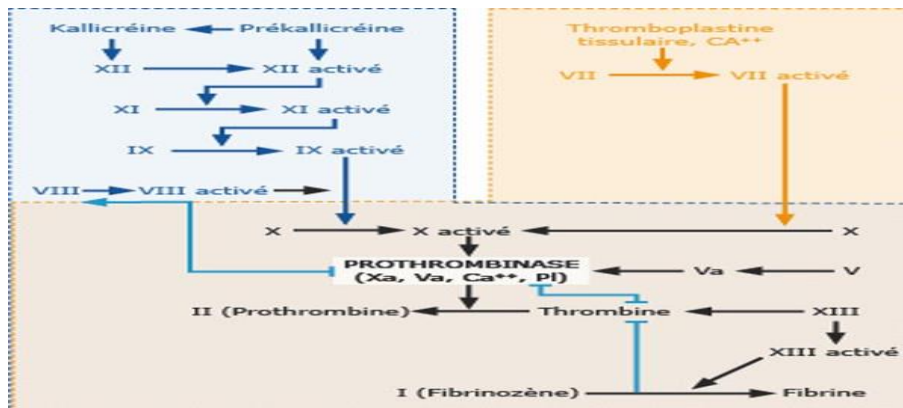 Kallicréine Prékallicréine
XII XII activé
XI XI activé
IX IX activé
VIII VIII activé
Thromboplastine
tissulaire, CA++
VII VII activé
X X activé X
PROTHROMBINASE
(Xa, Va, Ca++, Pl)
Va V
II (Prothrombine) Thrombine XIII
XIII activé
I (Fibrinozène) Fibrine